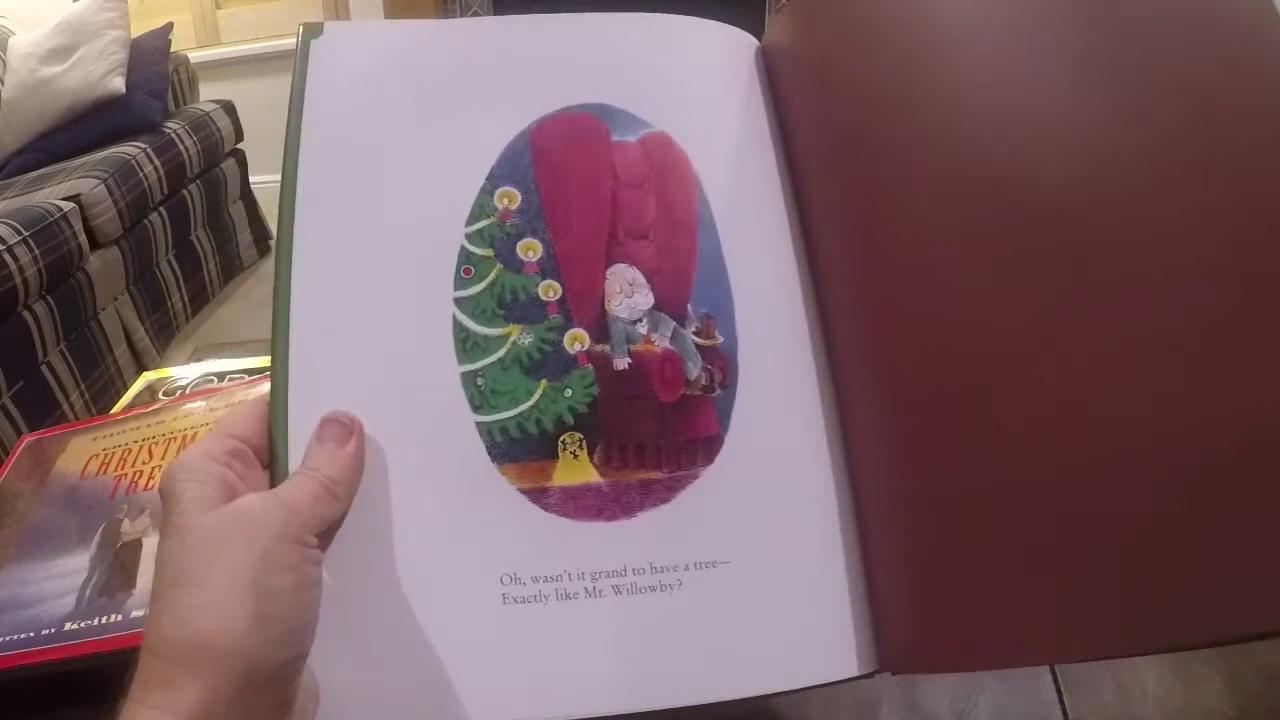 Oh, wasn't it grand to have a tree—
Exactly like Mr. Willowby?
CHRISTM
TRE
Keith